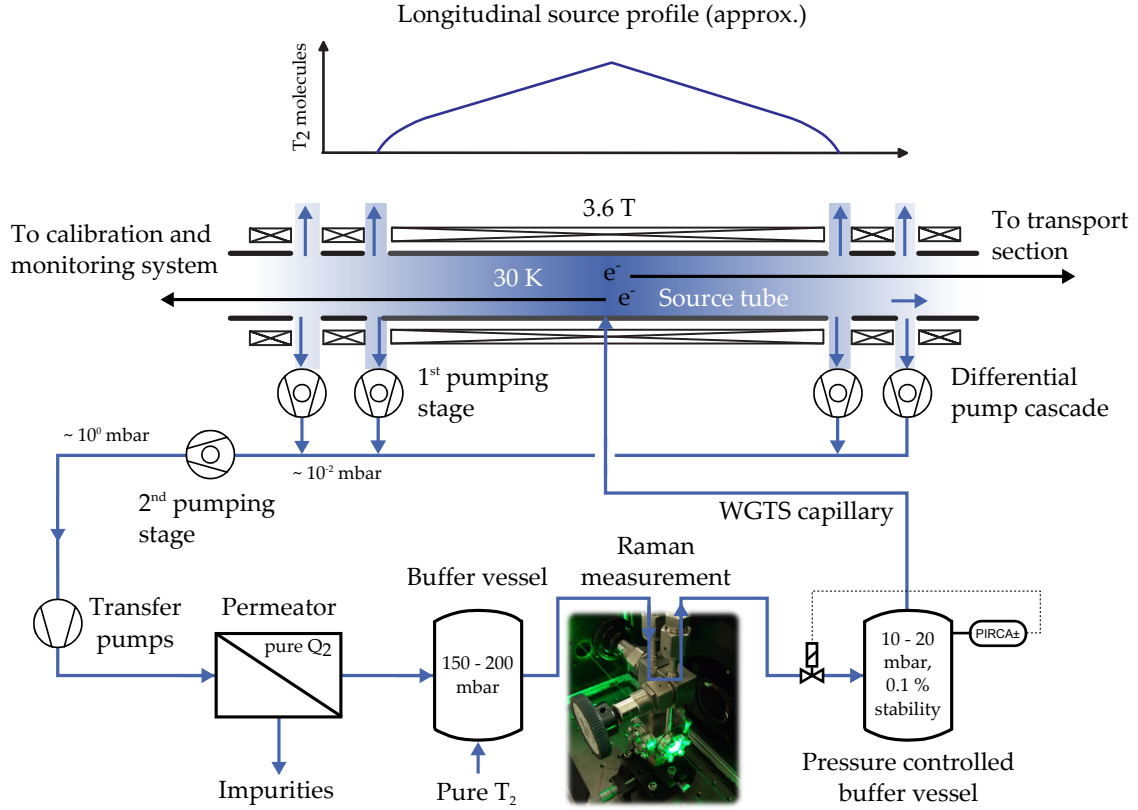 Longitudinal source profile (approx.)
T2 molecules
3.6 T
To calibration and
monitoring system
To transport
section
30 K
e-
e-
Source tube
1st pumping
stage
Differential
pump cascade
~ 10⁰ mbar
~ 10⁻² mbar
2nd pumping
stage
WGTS capillary
Raman
measurement
Buffer vessel
Transfer
pumps
Permeator
pure Q2
150 - 200
mbar
10 - 20
mbar,
0.1 %
stability
PIRCA±
Impurities
Pure T2
Pressure controlled
buffer vessel